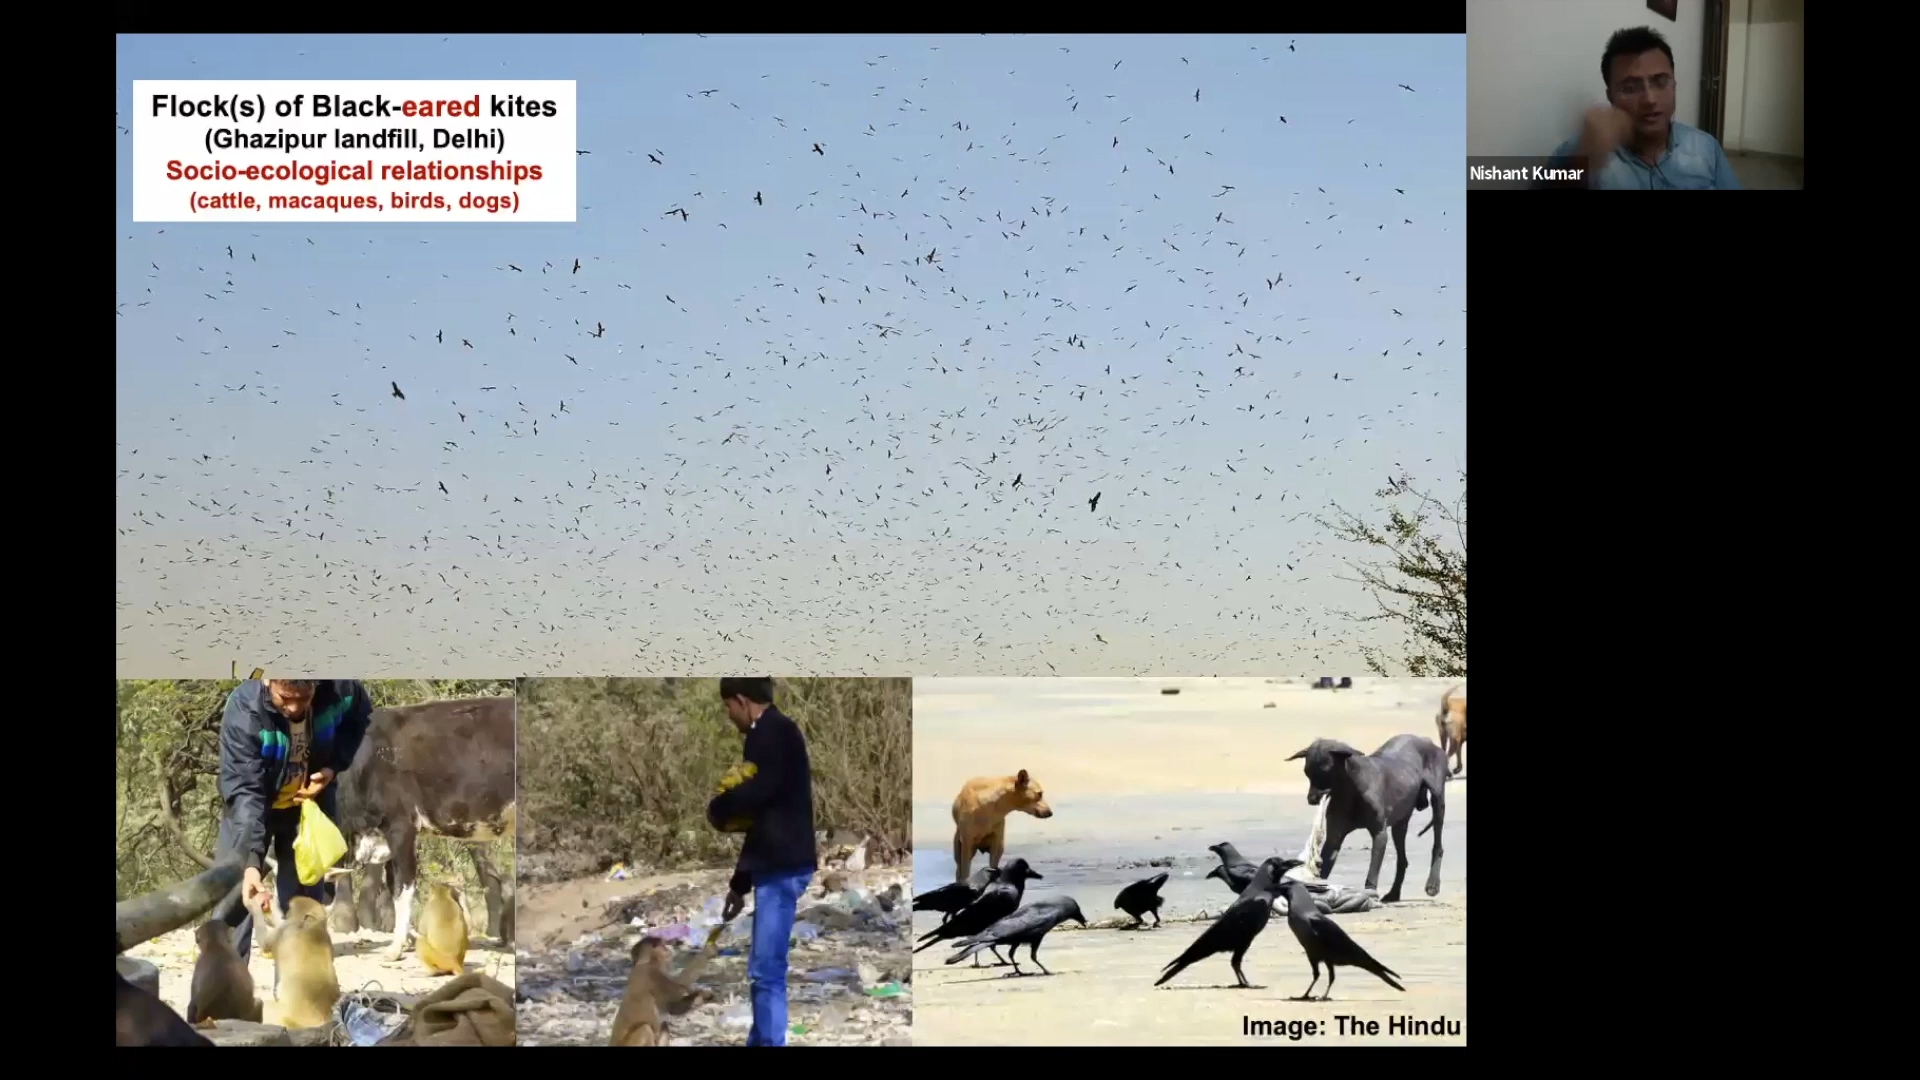 Flock(s) of Black-eared kites
(Ghazipur landfill, Delhi)
Socio-ecological relationships
(cattle, macaques, birds, dogs)
Nishant Kumar
Image: The Hindu